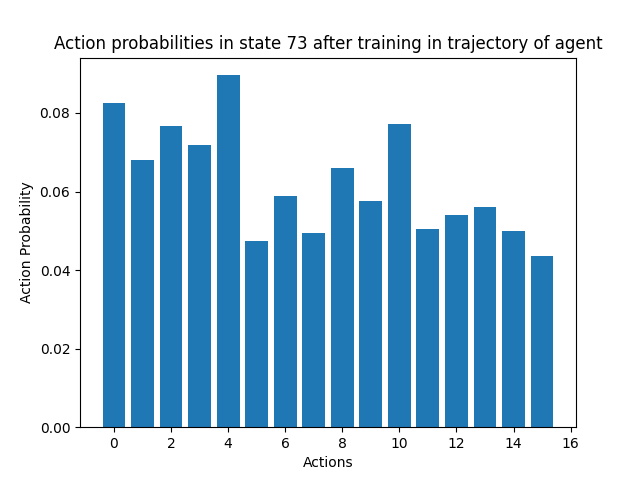 Action probabilities in state 73 after training in trajectory of agent
Action Probability
0.08
0.06
0.04
0.02
0.00
0 2 4 6 8 10 12 14 16
Actions